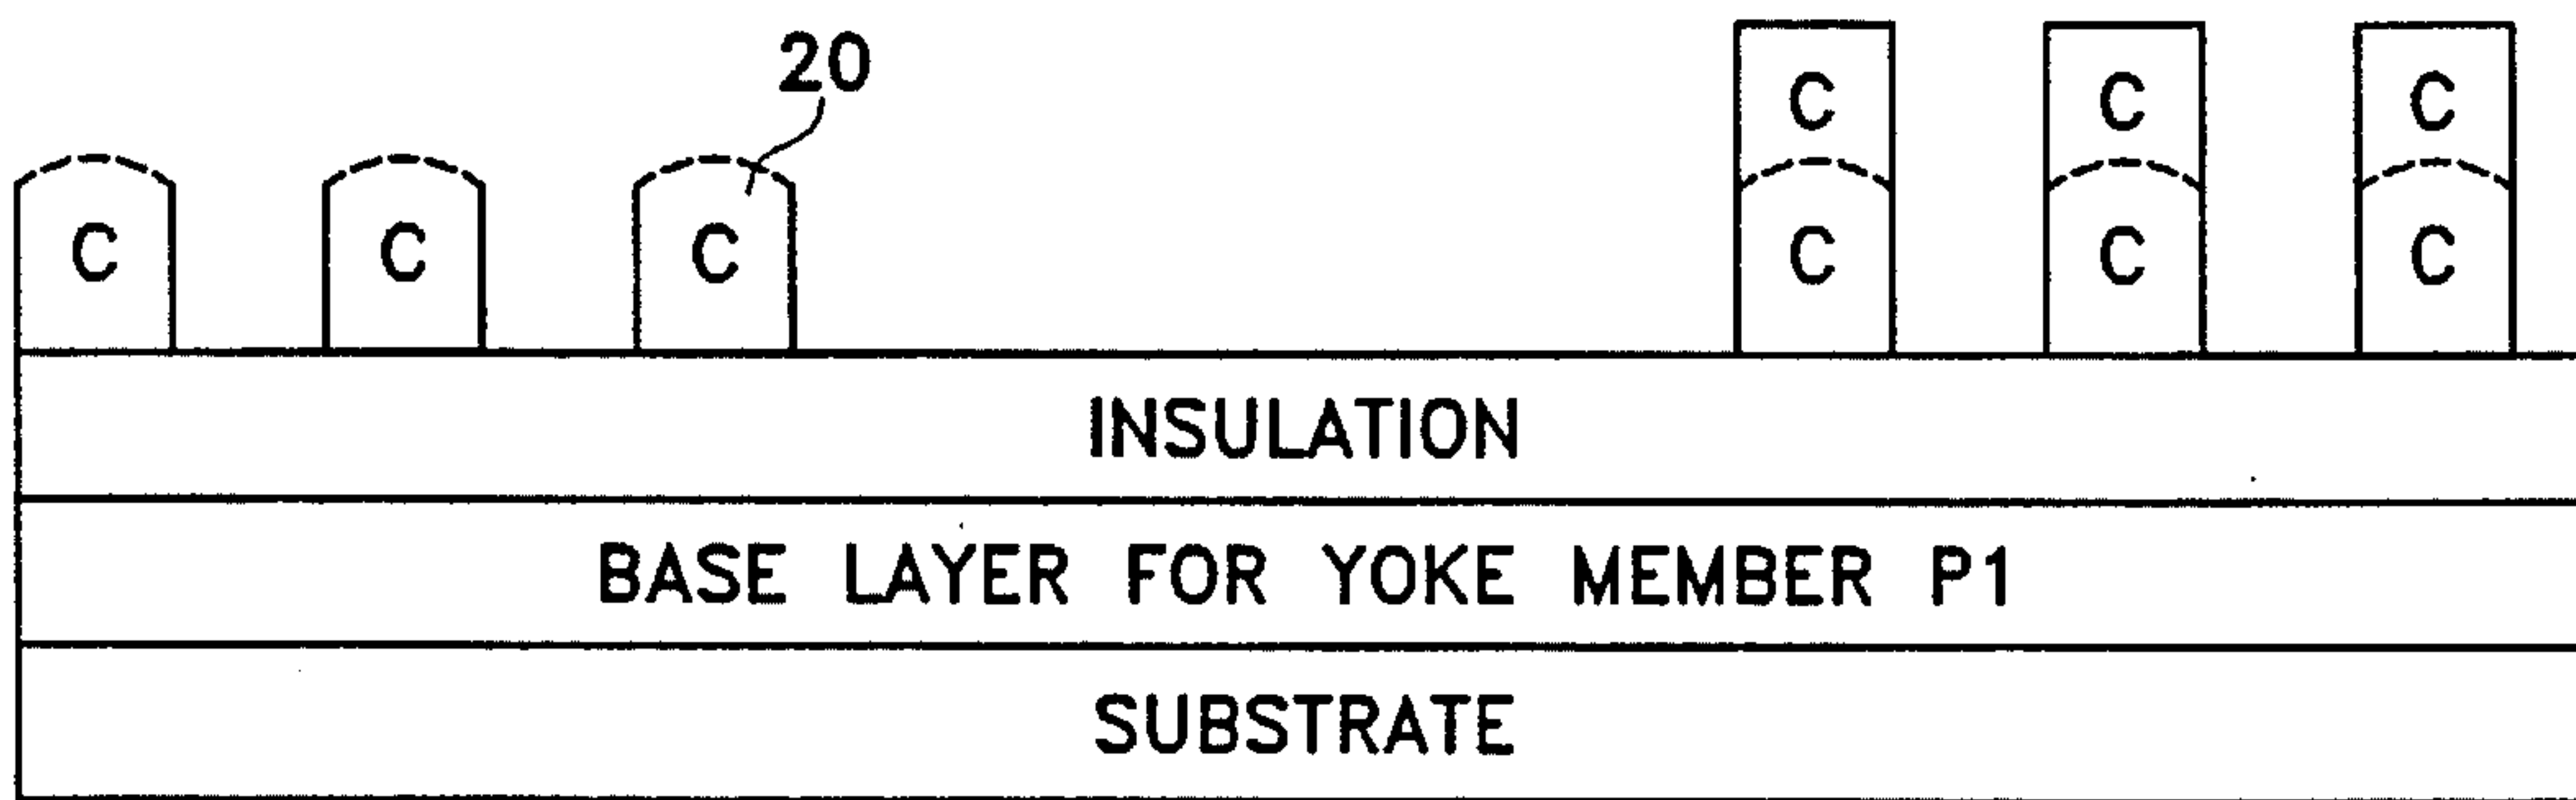 20
C C C
C C C C C C
INSULATION
BASE LAYER FOR YOKE MEMBER P1
SUBSTRATE